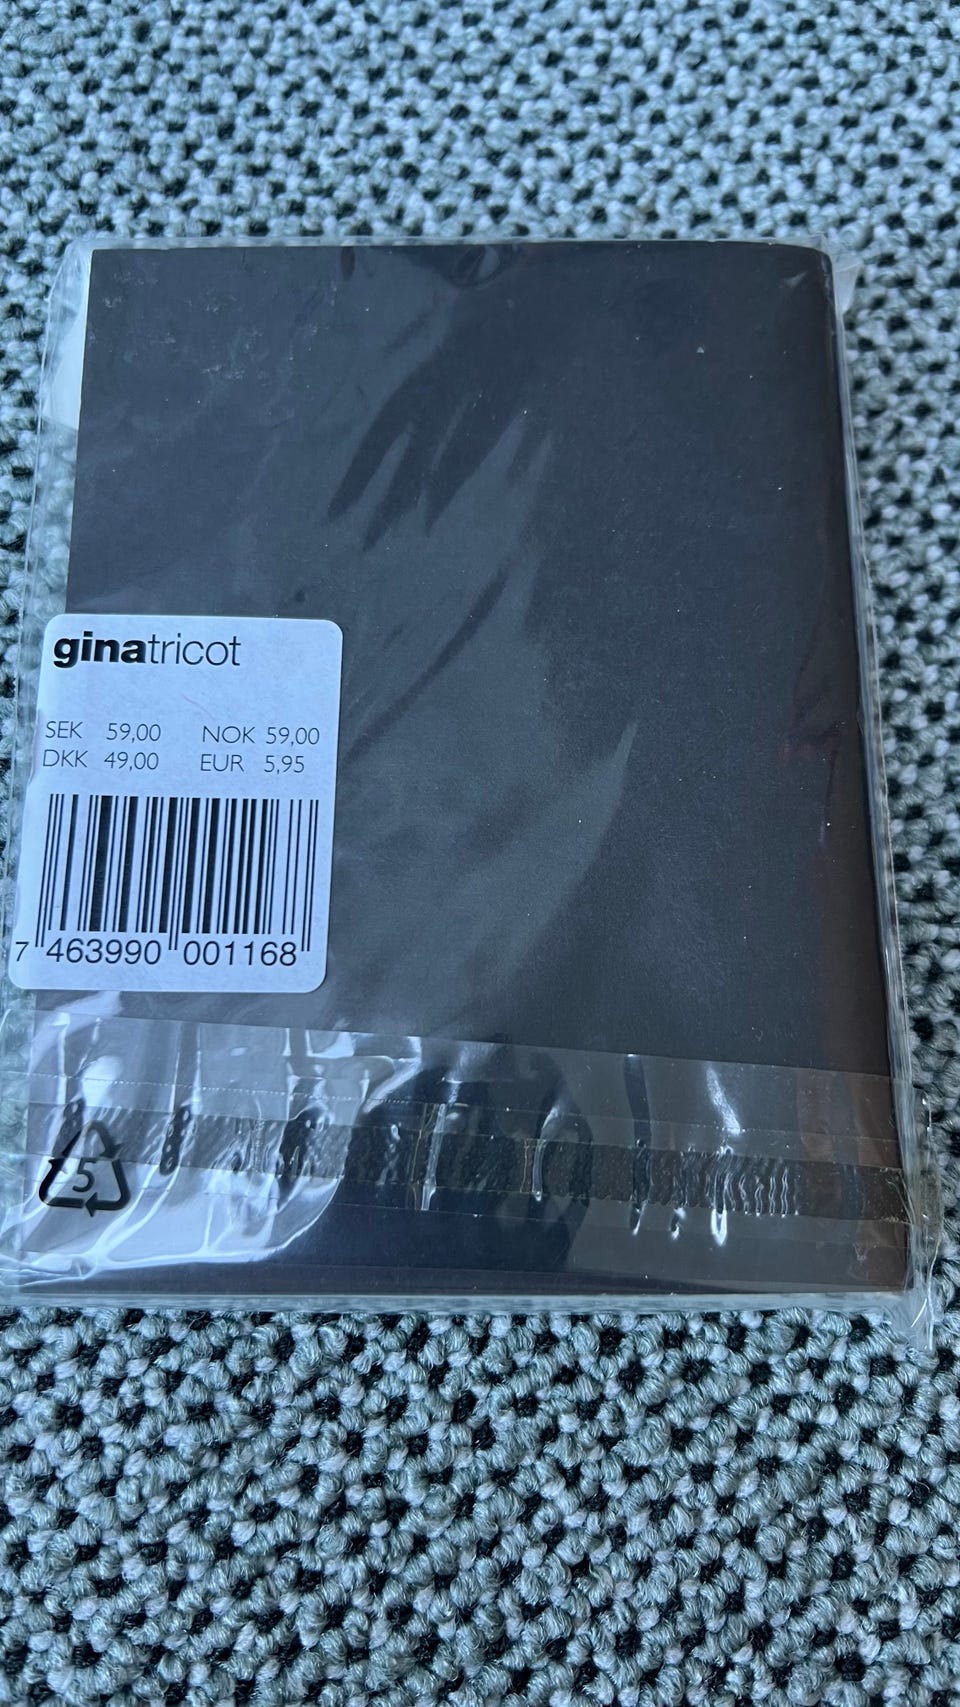 ginatricot
SEK 59,00 NOK 59,00
DKK 49,00 EUR 5,95
7 463990 001168
5